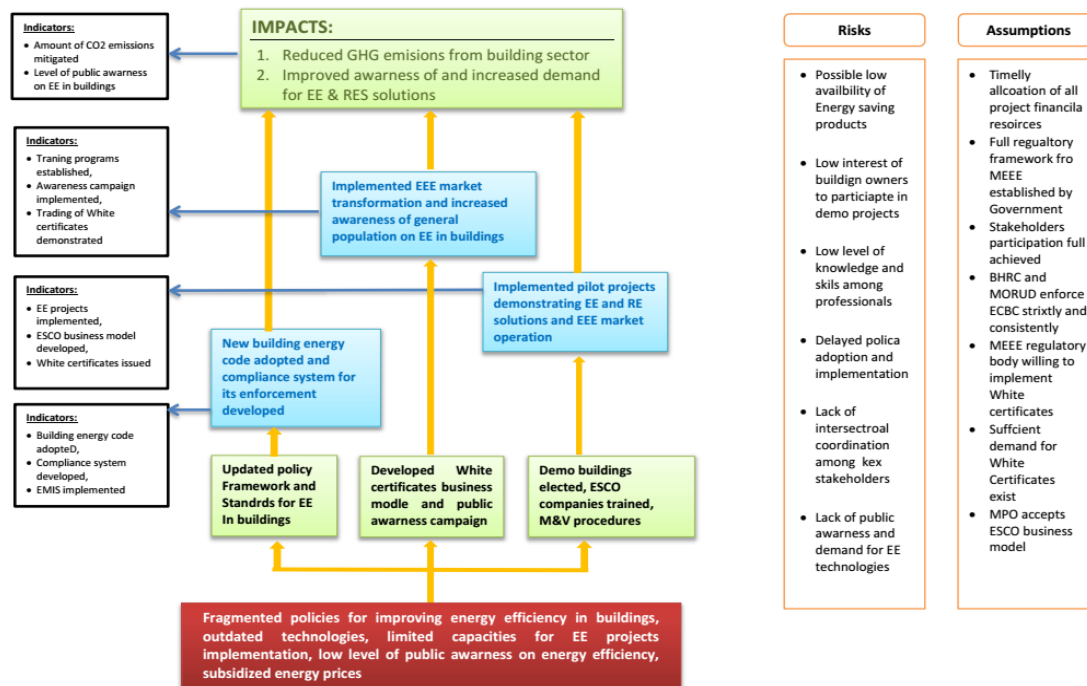 Indicators:
• Amount of CO2 emissions
mitigated
• Level of public awarness
on EE in buildings
IMPACTS:
1. Reduced GHG emisions from building sector
2. Improved awarness of and increased demand
for EE & RES solutions
Indicators:
• Traning programs
established,
• Awareness campaign
implemented,
• Trading of White
certificates
demonstrated
Implemented EEE market
transformation and increased
awareness of general
population on EE in buildings
Indicators:
• EE projects
implemented,
• ESCO business model
developed,
• White certificates issued
Implemented pilot projects
demonstrating EE and RE
solutions and EEE market
operation
New building energy
code adopted and
compliance system for
its enforcement
developed
Indicators:
• Building energy code
adopteD,
• Compliance system
developed,
• EMIS implemented
Updated policy
Framework and
Standrds for EE
In buildings
Developed White
certificates business
modle and public
awarness campaign
Demo buildings
elected, ESCO
companies trained,
M&V procedures
Fragmented policies for improving energy efficiency in buildings,
outdated technologies, limited capacities for EE projects
implementation, low level of public awarness on energy efficiency,
subsidized energy prices
Risks
• Possible low
availbility of
Energy saving
products
• Low interest of
buildign owners
to particiapte in
demo projects
• Low level of
knowledge and
skils among
professionals
• Delayed polica
adoption and
implementation
• Lack of
intersectroal
coordination
among kex
stakeholders
• Lack of public
awarness and
demand for EE
technologies
Assumptions
• Timelly
allcoation of all
project financila
resoirces
• Full regualtory
framework fro
MEEE
established by
Government
• Stakeholders
participation full
achieved
• BHRC and
MORUD enforce
ECBC strixtly and
consistently
• MEEE regulatory
body willing to
implement
White
certificates
• Suffcient
demand for
White
Certificates
exist
• MPO accepts
ESCO business
model